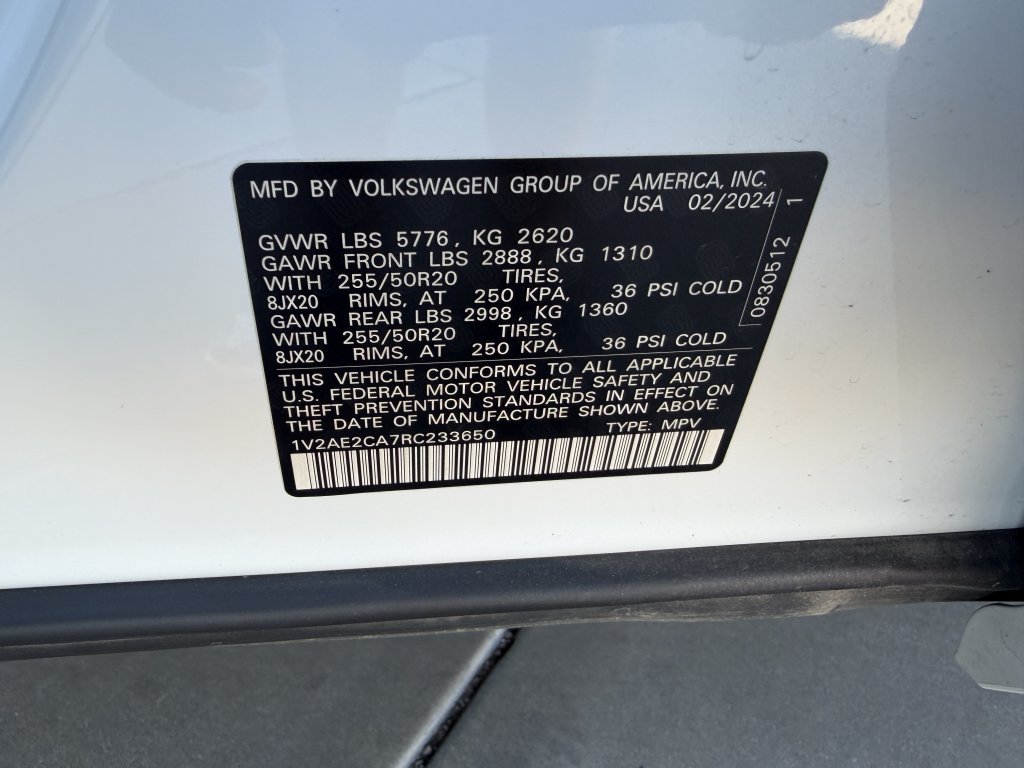 MFD BY VOLKSWAGEN GROUP OF AMERICA, INC.
USA 02/2024
GVWR LBS 5776, KG 2620
GAWR FRONT LBS 2888, KG 1310
WITH 255/50R20 TIRES,
8JX20 RIMS, AT 250 KPA, 36 PSI COLD
GAWR REAR LBS 2998, KG 1360
WITH 255/50R20 TIRES,
8JX20 RIMS, AT 250 KPA, 36 PSI COLD
THIS VEHICLE CONFORMS TO ALL APPLICABLE
U.S. FEDERAL MOTOR VEHICLE SAFETY AND
THEFT PREVENTION STANDARDS IN EFFECT ON
THE DATE OF MANUFACTURE SHOWN ABOVE.
1V2AE2CA7RC233650 TYPE: MPV
0830512 1